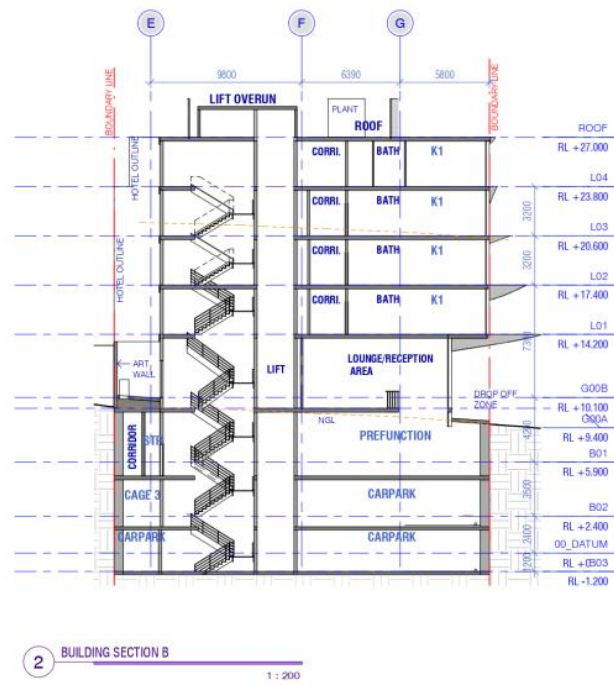 E F G
9800 6390 5800
BOUNDARY LINE
BOUNDARY LINE
LIFT OVERUN
PLANT
ROOF
ROOF
RL +27.000
HOTEL OUTLINE
CORRI. BATH K1
L04
RL +23.800
CORRI. BATH K1
3200
L03
RL +20.600
CORRI. BATH K1
3200
L02
RL +17.400
HOTEL OUTLINE
CORRI. BATH K1
L01
RL +14.200
ART
WALL
LIFT
LOUNGE/RECEPTION
AREA
G00B
DROP OFF
ZONE
RL +10.100
G00A
NGL
RL +9.400
CORRIDOR
STR
PREFUNCTION
B01
RL +5.900
CAGE 3
CARPARK
3500
B02
RL +2.400
CARPARK
CARPARK
2400
00_DATUM
B03
1200
RL -1.200
2 BUILDING SECTION B
1 : 200